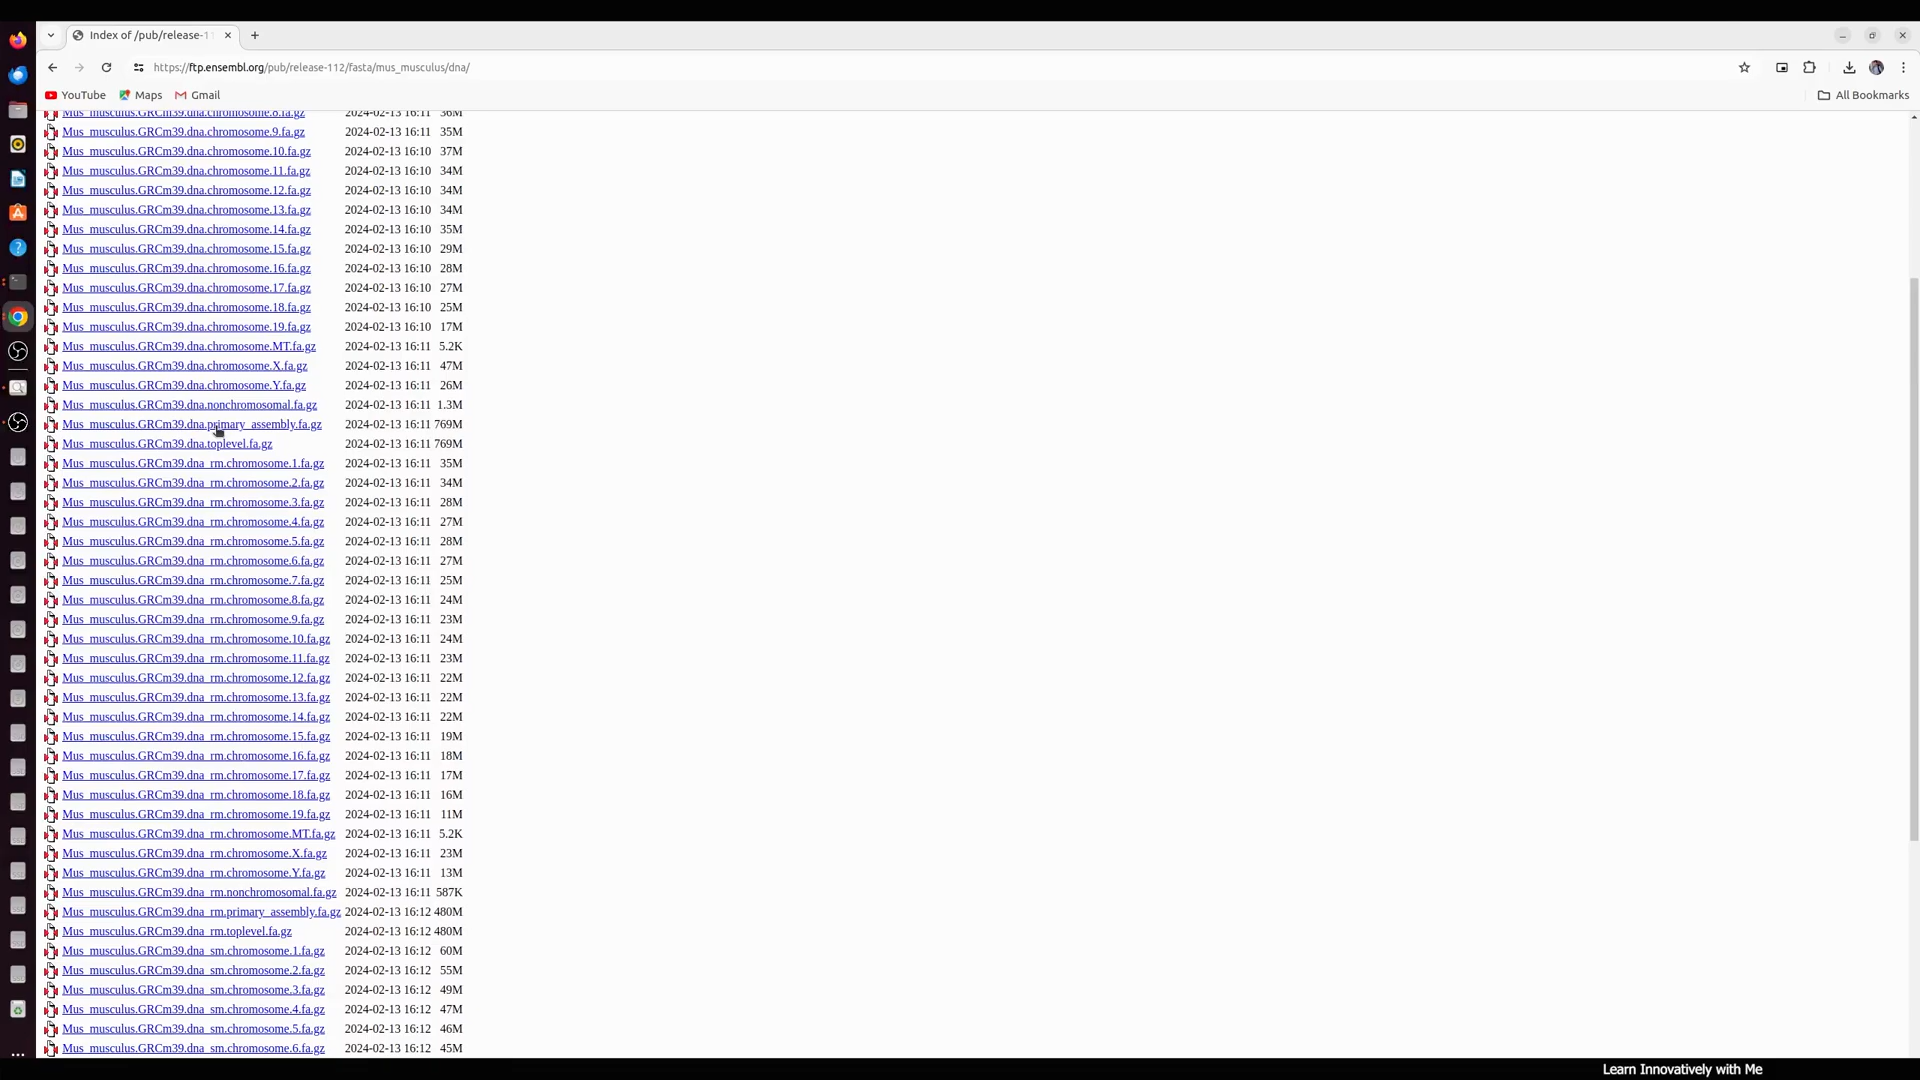 Index of /pub/release-1
https://ftp.ensembl.org/pub/release-112/fasta/mus_musculus/dna/
YouTube Maps Gmail All Bookmarks
Mus_musculus.GRCm39.dna.chromosome.8.fa.gz 2024-02-13 16:11 36M
Mus_musculus.GRCm39.dna.chromosome.9.fa.gz 2024-02-13 16:11 35M
Mus_musculus.GRCm39.dna.chromosome.10.fa.gz 2024-02-13 16:10 37M
Mus_musculus.GRCm39.dna.chromosome.11.fa.gz 2024-02-13 16:10 34M
Mus_musculus.GRCm39.dna.chromosome.12.fa.gz 2024-02-13 16:10 34M
Mus_musculus.GRCm39.dna.chromosome.13.fa.gz 2024-02-13 16:10 34M
Mus_musculus.GRCm39.dna.chromosome.14.fa.gz 2024-02-13 16:10 35M
Mus_musculus.GRCm39.dna.chromosome.15.fa.gz 2024-02-13 16:10 29M
Mus_musculus.GRCm39.dna.chromosome.16.fa.gz 2024-02-13 16:10 28M
Mus_musculus.GRCm39.dna.chromosome.17.fa.gz 2024-02-13 16:10 27M
Mus_musculus.GRCm39.dna.chromosome.18.fa.gz 2024-02-13 16:10 25M
Mus_musculus.GRCm39.dna.chromosome.19.fa.gz 2024-02-13 16:10 17M
Mus_musculus.GRCm39.dna.chromosome.MT.fa.gz 2024-02-13 16:11 5.2K
Mus_musculus.GRCm39.dna.chromosome.X.fa.gz 2024-02-13 16:11 47M
Mus_musculus.GRCm39.dna.chromosome.Y.fa.gz 2024-02-13 16:11 26M
Mus_musculus.GRCm39.dna.nonchromosomal.fa.gz 2024-02-13 16:11 1.3M
Mus_musculus.GRCm39.dna.primary_assembly.fa.gz 2024-02-13 16:11 769M
Mus_musculus.GRCm39.dna.toplevel.fa.gz 2024-02-13 16:11 769M
Mus_musculus.GRCm39.dna_rm.chromosome.1.fa.gz 2024-02-13 16:11 35M
Mus_musculus.GRCm39.dna_rm.chromosome.2.fa.gz 2024-02-13 16:11 34M
Mus_musculus.GRCm39.dna_rm.chromosome.3.fa.gz 2024-02-13 16:11 28M
Mus_musculus.GRCm39.dna_rm.chromosome.4.fa.gz 2024-02-13 16:11 27M
Mus_musculus.GRCm39.dna_rm.chromosome.5.fa.gz 2024-02-13 16:11 28M
Mus_musculus.GRCm39.dna_rm.chromosome.6.fa.gz 2024-02-13 16:11 27M
Mus_musculus.GRCm39.dna_rm.chromosome.7.fa.gz 2024-02-13 16:11 25M
Mus_musculus.GRCm39.dna_rm.chromosome.8.fa.gz 2024-02-13 16:11 24M
Mus_musculus.GRCm39.dna_rm.chromosome.9.fa.gz 2024-02-13 16:11 23M
Mus_musculus.GRCm39.dna_rm.chromosome.10.fa.gz 2024-02-13 16:11 24M
Mus_musculus.GRCm39.dna_rm.chromosome.11.fa.gz 2024-02-13 16:11 23M
Mus_musculus.GRCm39.dna_rm.chromosome.12.fa.gz 2024-02-13 16:11 22M
Mus_musculus.GRCm39.dna_rm.chromosome.13.fa.gz 2024-02-13 16:11 22M
Mus_musculus.GRCm39.dna_rm.chromosome.14.fa.gz 2024-02-13 16:11 22M
Mus_musculus.GRCm39.dna_rm.chromosome.15.fa.gz 2024-02-13 16:11 19M
Mus_musculus.GRCm39.dna_rm.chromosome.16.fa.gz 2024-02-13 16:11 18M
Mus_musculus.GRCm39.dna_rm.chromosome.17.fa.gz 2024-02-13 16:11 17M
Mus_musculus.GRCm39.dna_rm.chromosome.18.fa.gz 2024-02-13 16:11 16M
Mus_musculus.GRCm39.dna_rm.chromosome.19.fa.gz 2024-02-13 16:11 11M
Mus_musculus.GRCm39.dna_rm.chromosome.MT.fa.gz 2024-02-13 16:11 5.2K
Mus_musculus.GRCm39.dna_rm.chromosome.X.fa.gz 2024-02-13 16:11 23M
Mus_musculus.GRCm39.dna_rm.chromosome.Y.fa.gz 2024-02-13 16:11 13M
Mus_musculus.GRCm39.dna_rm.nonchromosomal.fa.gz 2024-02-13 16:11 587K
Mus_musculus.GRCm39.dna_rm.primary_assembly.fa.gz 2024-02-13 16:12 480M
Mus_musculus.GRCm39.dna_rm.toplevel.fa.gz 2024-02-13 16:12 480M
Mus_musculus.GRCm39.dna_sm.chromosome.1.fa.gz 2024-02-13 16:12 60M
Mus_musculus.GRCm39.dna_sm.chromosome.2.fa.gz 2024-02-13 16:12 55M
Mus_musculus.GRCm39.dna_sm.chromosome.3.fa.gz 2024-02-13 16:12 49M
Mus_musculus.GRCm39.dna_sm.chromosome.4.fa.gz 2024-02-13 16:12 47M
Mus_musculus.GRCm39.dna_sm.chromosome.5.fa.gz 2024-02-13 16:12 46M
Mus_musculus.GRCm39.dna_sm.chromosome.6.fa.gz 2024-02-13 16:12 45M
Learn Innovatively with Me